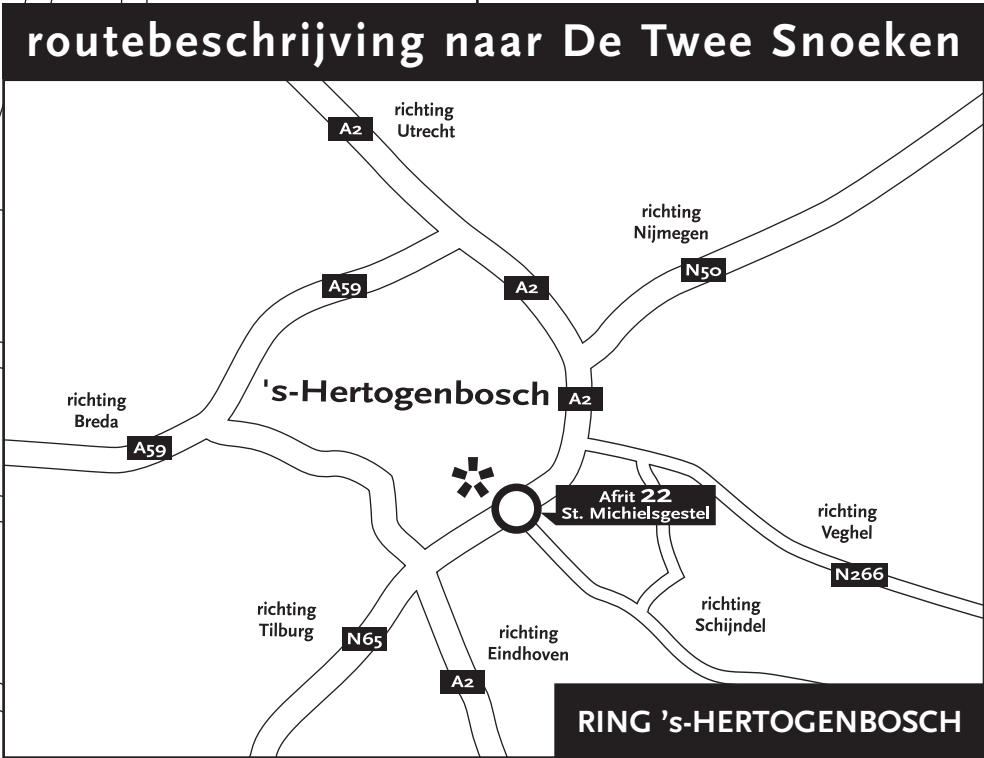 routebeschrijving naar De Twee Snoeken
richting
Utrecht
A2
richting
Nijmegen
N50
A59
A2
's-Hertogenbosch
A2
richting
Breda
A59
Afrit 22
St. Michielsgestel
richting
Veghel
N266
richting
Tilburg
N65
richting
Schijndel
richting
Eindhoven
A2
RING ’s-HERTOGENBOSCH